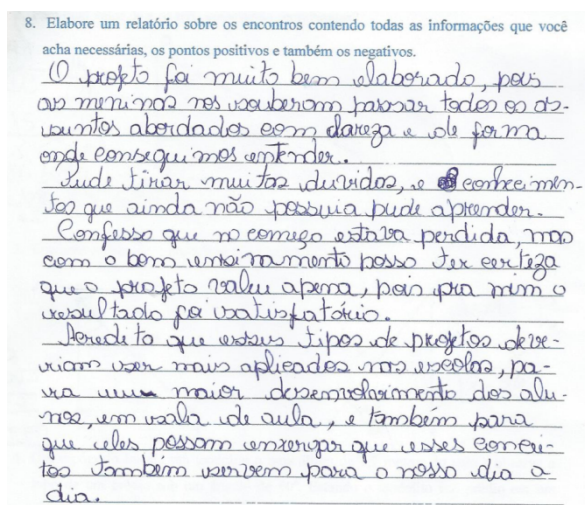 8. Elabore um relatório sobre os encontros contendo todas as informações que você
acha necessárias, os pontos positivos e também os negativos.
O projeto foi muito bem elaborado, pois
as meninas nos souberam passar todos os as-
suntos abordados com clareza e de forma
onde conseguimos entender.
Pude tirar muitas duvidas, e conhecimen-
tos que ainda não possuia pude aprender.
Confesso que no começo estava perdida, mas
com o bom ensinamento posso ter certeza
que o projeto valeu apena, pois pra mim o
resultado foi satisfatório.
Acredito que esses tipos de projetos deve-
riam ser mais aplicados nas escolas, pa-
ra um maior desenvolvimento dos alu-
nos, em sala de aula, e também para
que eles possam enxergar que esses concei-
tos também servem para o nosso dia a
dia.